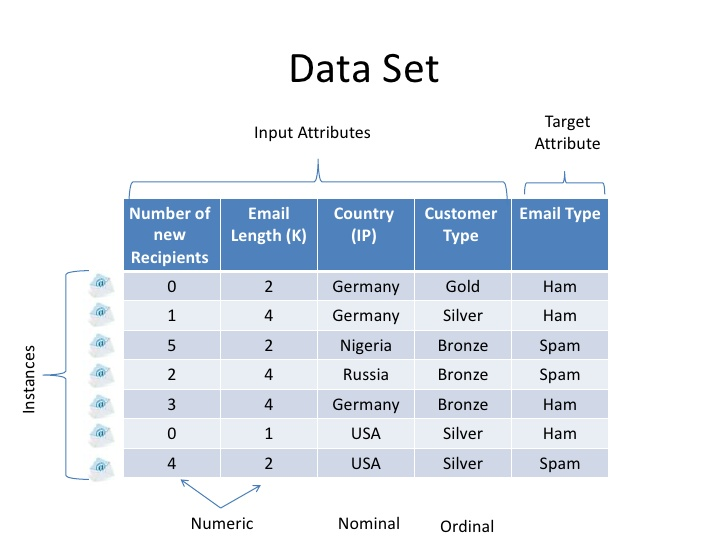 Data Set
Input Attributes
Target
Attribute
Number of
new
Recipients
Email
Length (K)
Country
(IP)
Customer
Type
Email Type
0 2 Germany Gold Ham
1 4 Germany Silver Ham
5 2 Nigeria Bronze Spam
2 4 Russia Bronze Spam
3 4 Germany Bronze Ham
0 1 USA Silver Ham
4 2 USA Silver Spam
Instances
Numeric
Nominal
Ordinal